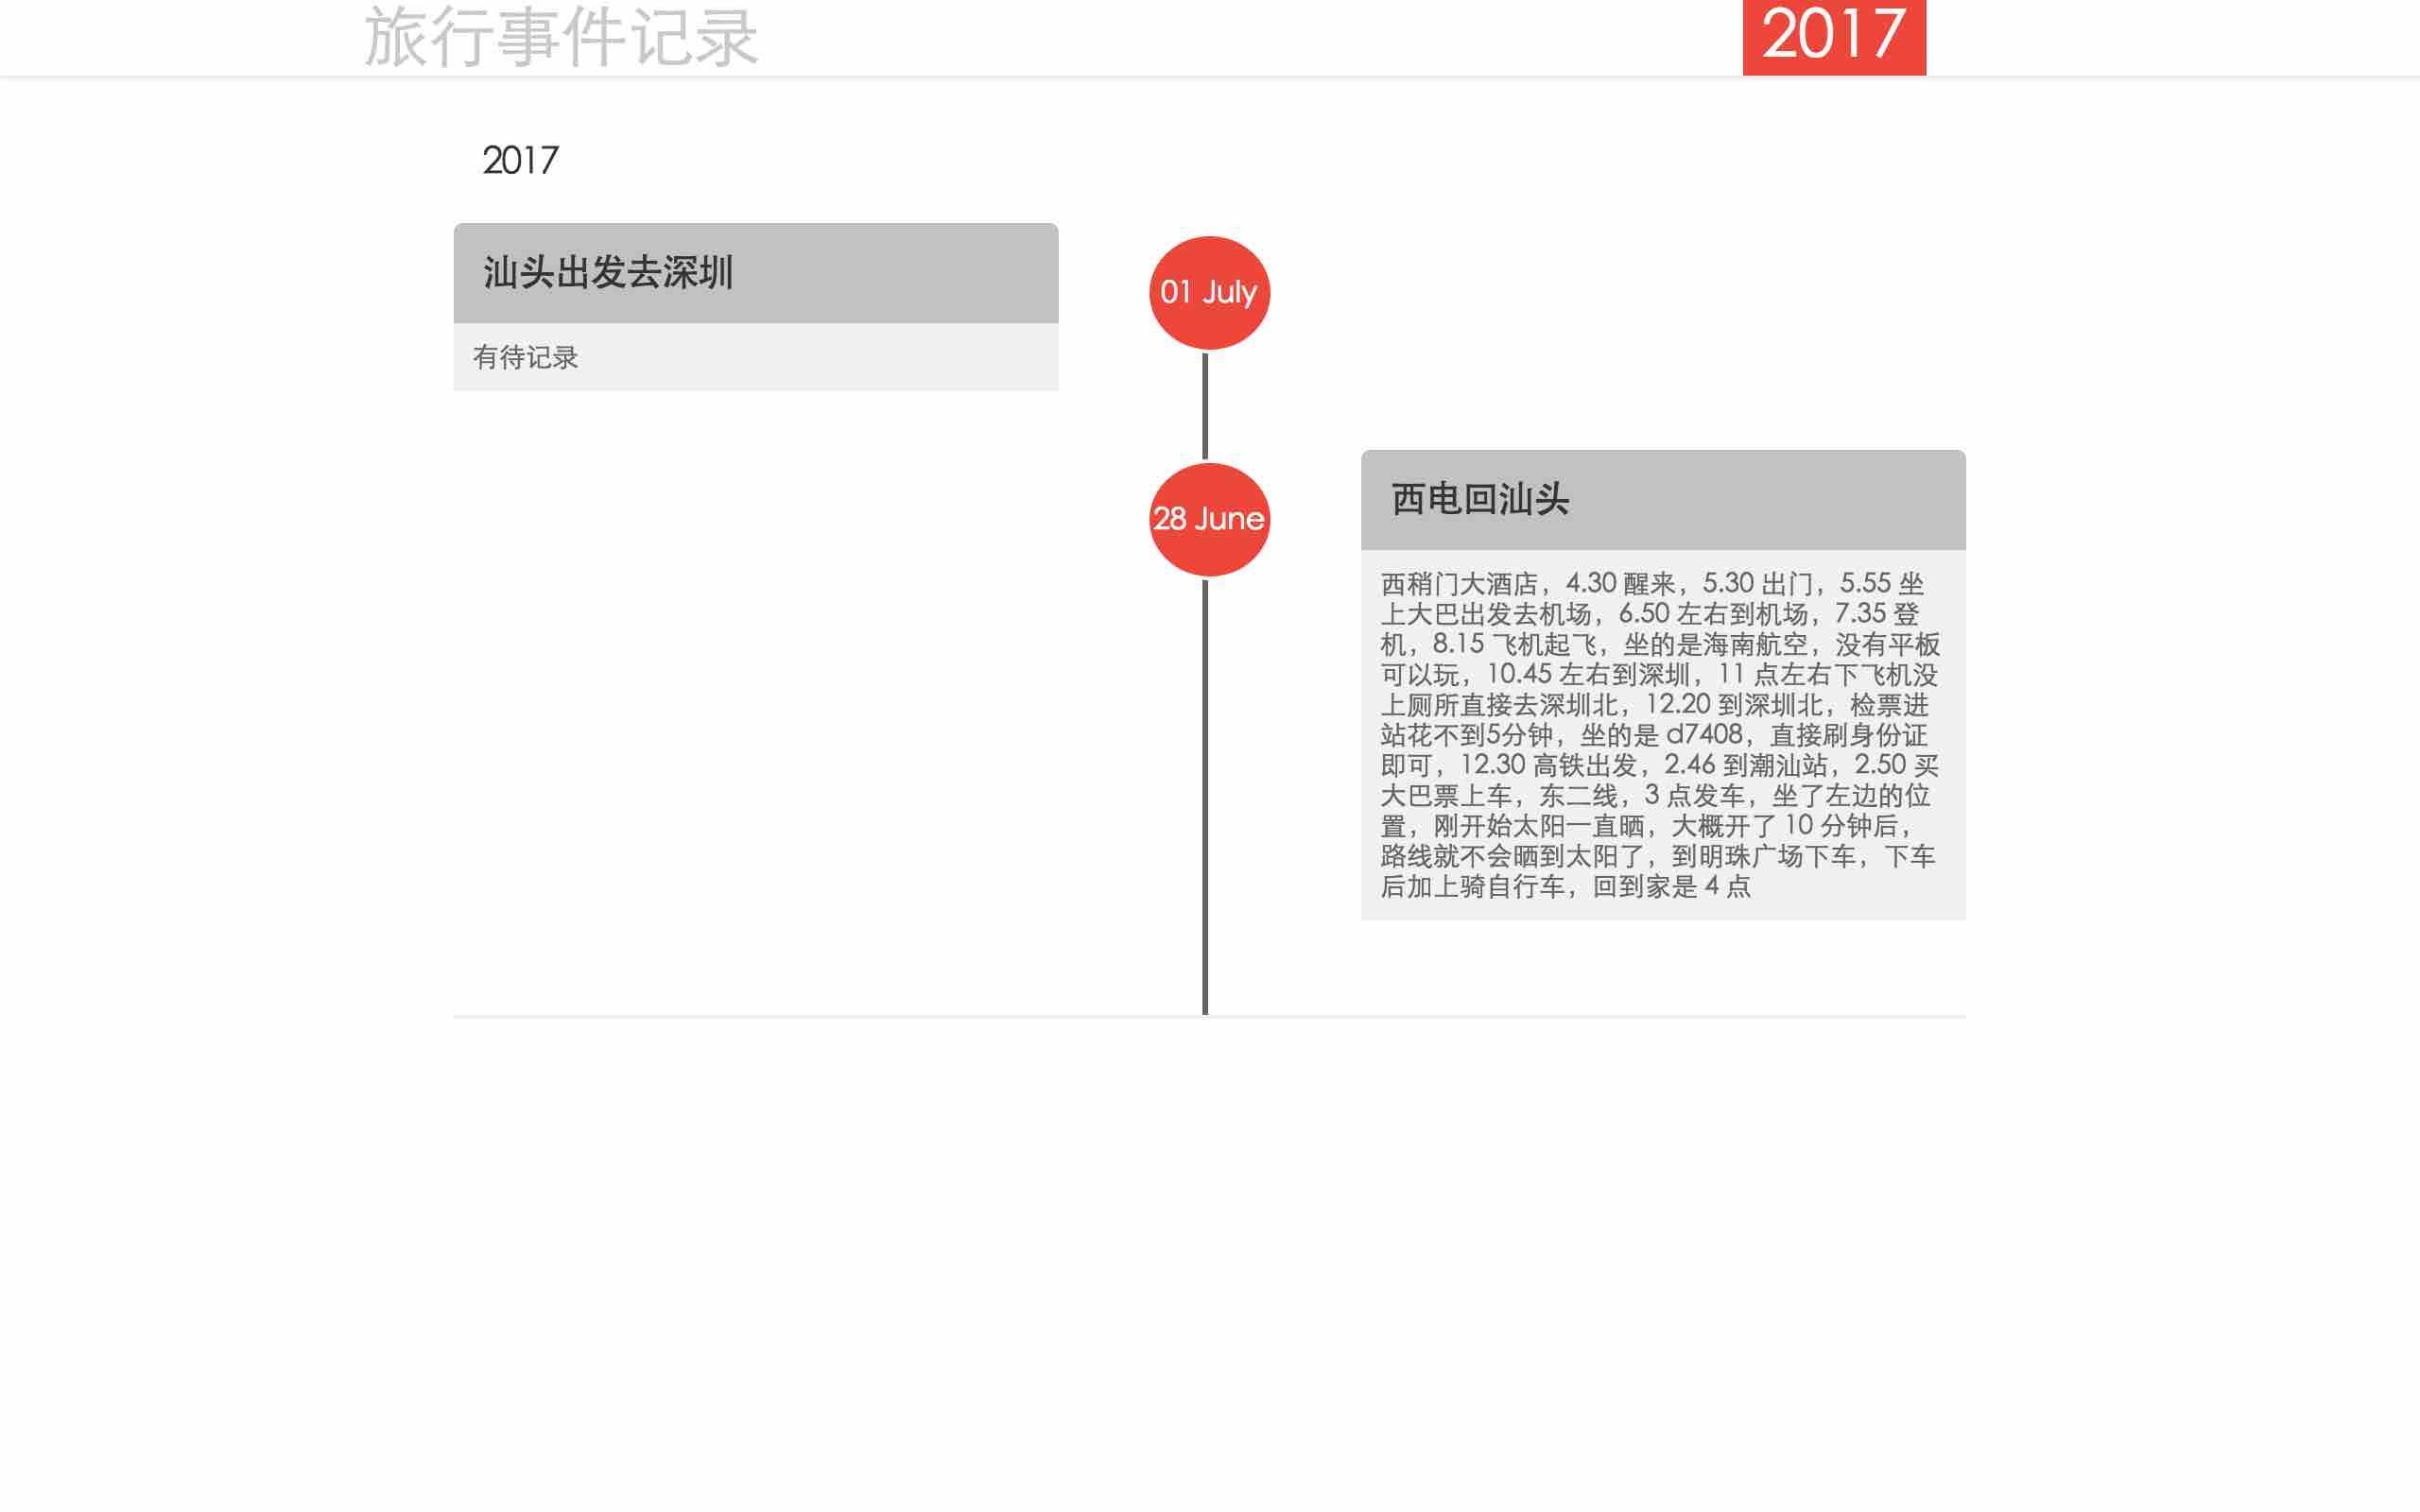 旅行事件记录
2017
2017
汕头出发去深圳
有待记录
01 July
28 June
西电回汕头
西稍门大酒店，4.30 醒来，5.30 出门，5.55 坐
上大巴出发去机场，6.50 左右到机场，7.35 登
机，8.15 飞机起飞，坐的是海南航空，没有平板
可以玩，10.45 左右到深圳，11 点左右下飞机没
上厕所直接去深圳北，12.20 到深圳北，检票进
站花不到5分钟，坐的是 d7408，直接刷身份证
即可，12.30 高铁出发，2.46 到潮汕站，2.50 买
大巴票上车，东二线，3 点发车，坐了左边的位
置，刚开始太阳一直晒，大概开了 10 分钟后，
路线就不会晒到太阳了，到明珠广场下车，下车
后加上骑自行车，回到家是 4 点